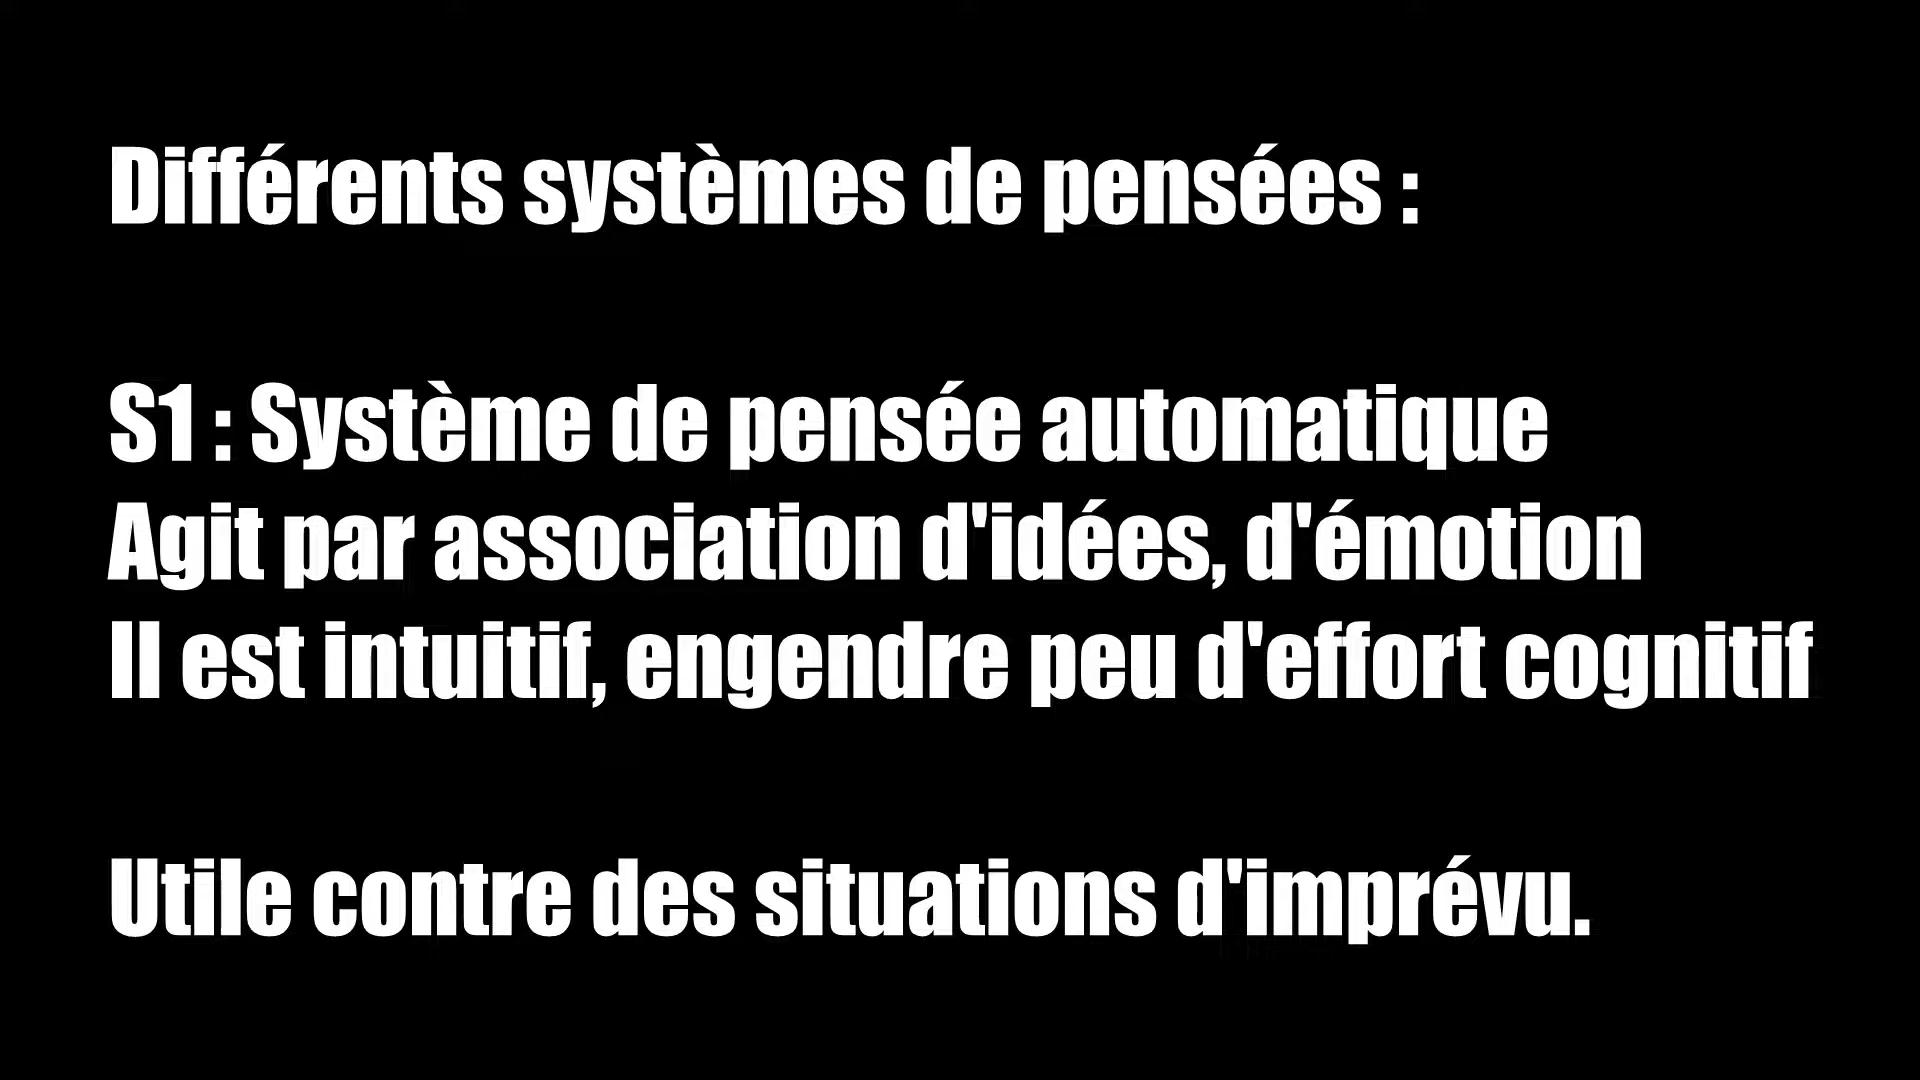 Différents systèmes de pensées :
S1 : Système de pensée automatique
Agit par association d'idées, d'émotion
Il est intuitif, engendre peu d'effort cognitif
Utile contre des situations d'imprévu.